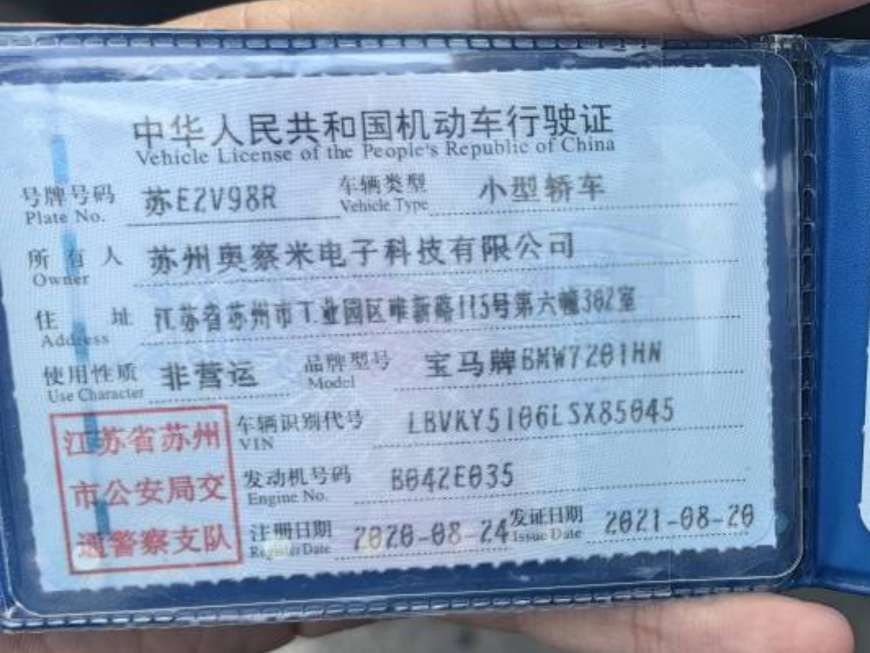 中华人民共和国机动车行驶证
Vehicle License of the People's Republic of China
号牌号码 苏E2V98R 车辆类型 小型轿车
Plate No. Vehicle Type
所有人 苏州奥察米电子科技有限公司
Owner
住址 江苏省苏州市工业园区唯新路115号第六幢302室
Address
使用性质 非营运 品牌型号 宝马牌BMW7201HN
Use Character Model
江苏省苏州
市公安局交
通警察支队
车辆识别代号 LBVKY5106LSX85045
VIN
发动机号码 B042E035
Engine No.
注册日期 2020-08-24 发证日期 2021-08-20
Register Date Issue Date